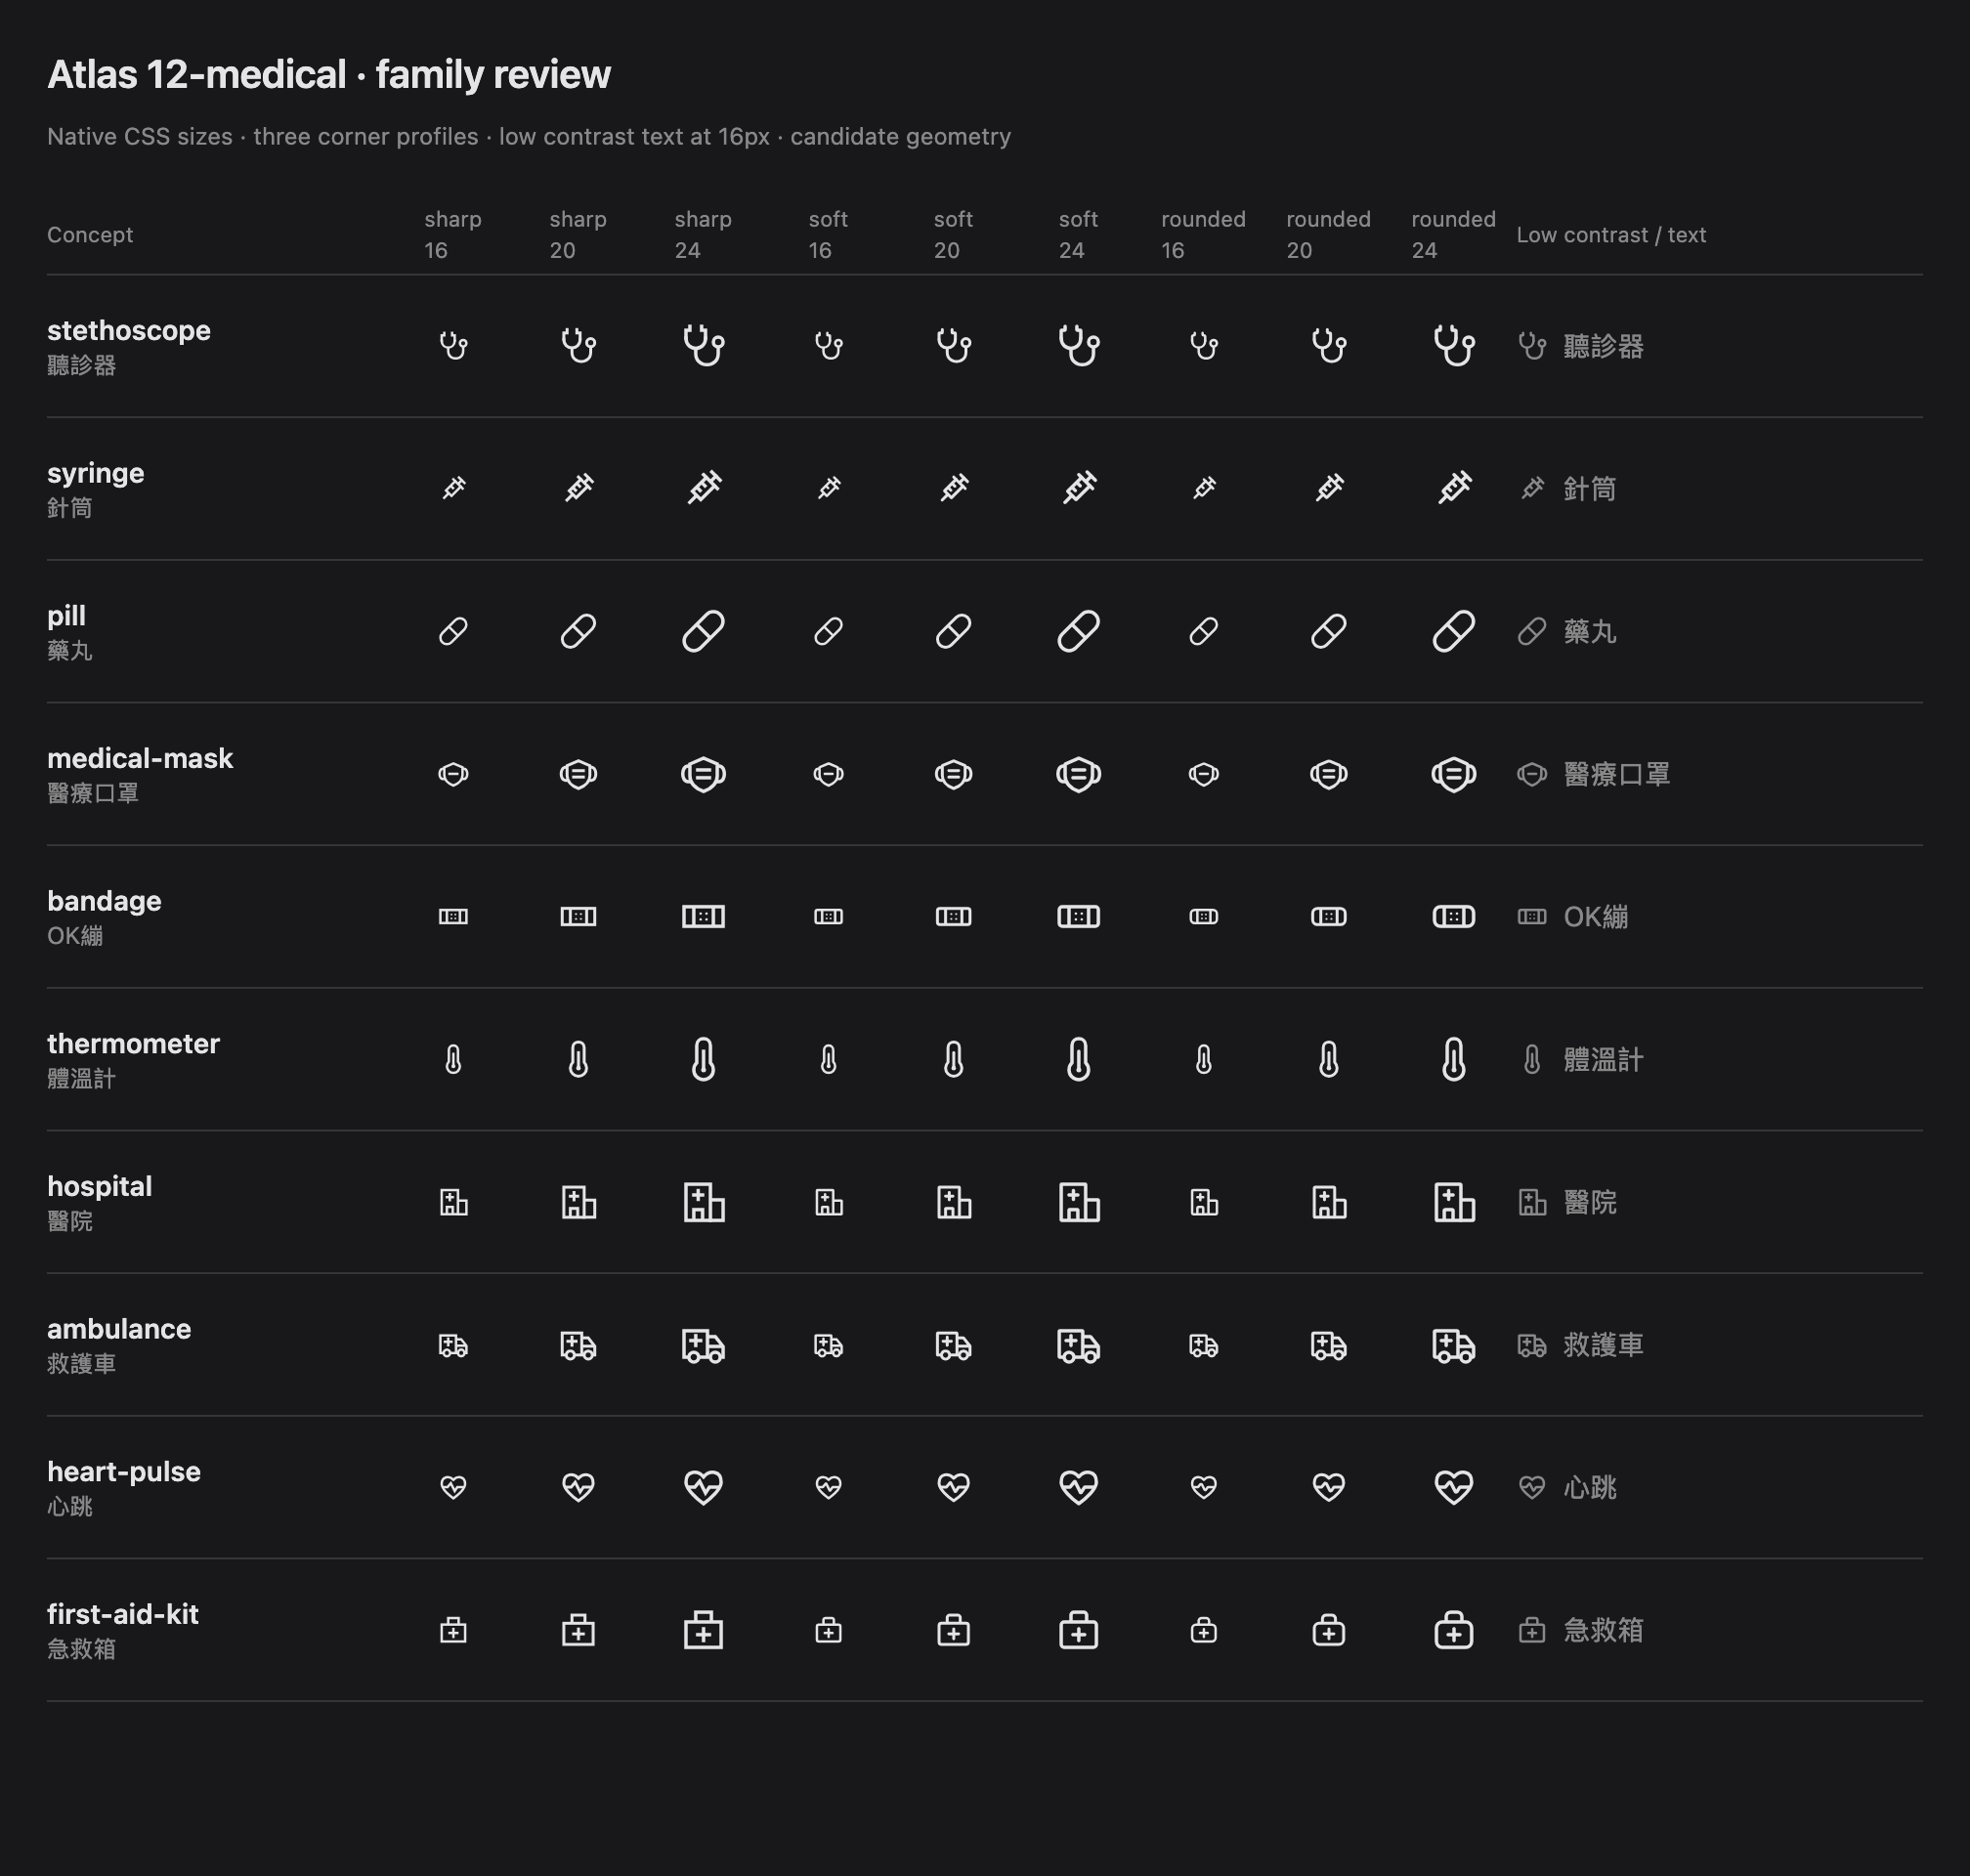 Atlas 12-medical · family review
Native CSS sizes · three corner profiles · low contrast text at 16px · candidate geometry
Concept sharp 16 sharp 20 sharp 24 soft 16 soft 20 soft 24 rounded 16 rounded 20 rounded 24 Low contrast / text
stethoscope
聽診器 聽診器
syringe
針筒 針筒
pill
藥丸 藥丸
medical-mask
醫療口罩 醫療口罩
bandage
OK繃 OK繃
thermometer
體溫計 體溫計
hospital
醫院 醫院
ambulance
救護車 救護車
heart-pulse
心跳 心跳
first-aid-kit
急救箱 急救箱